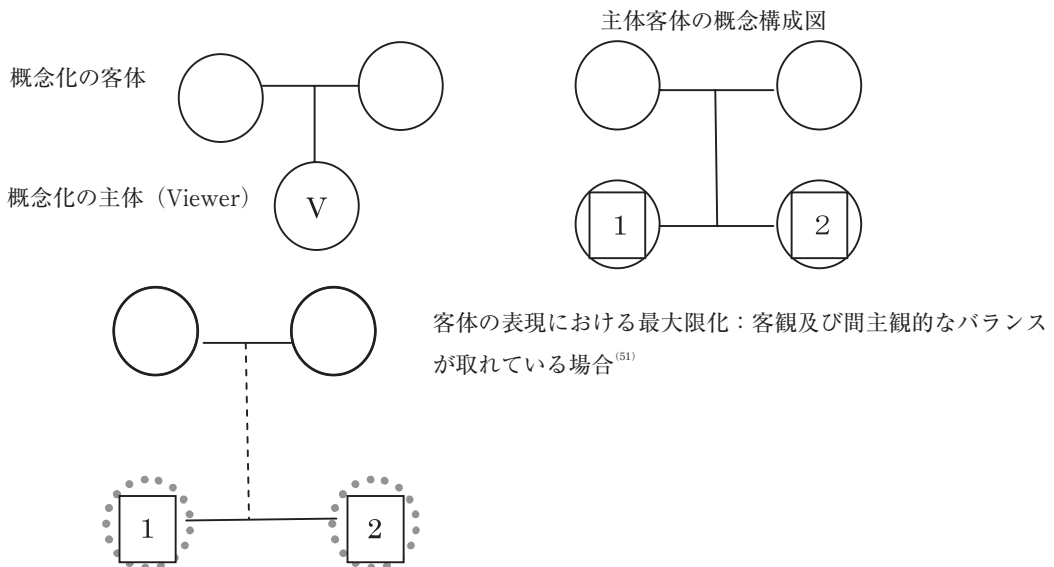 主体客体の概念構成図
概念化の客体
概念化の主体（Viewer）
V
1
2
客体の表現における最大限化：客観及び間主観的なバランス
が取れている場合(51)
1
2